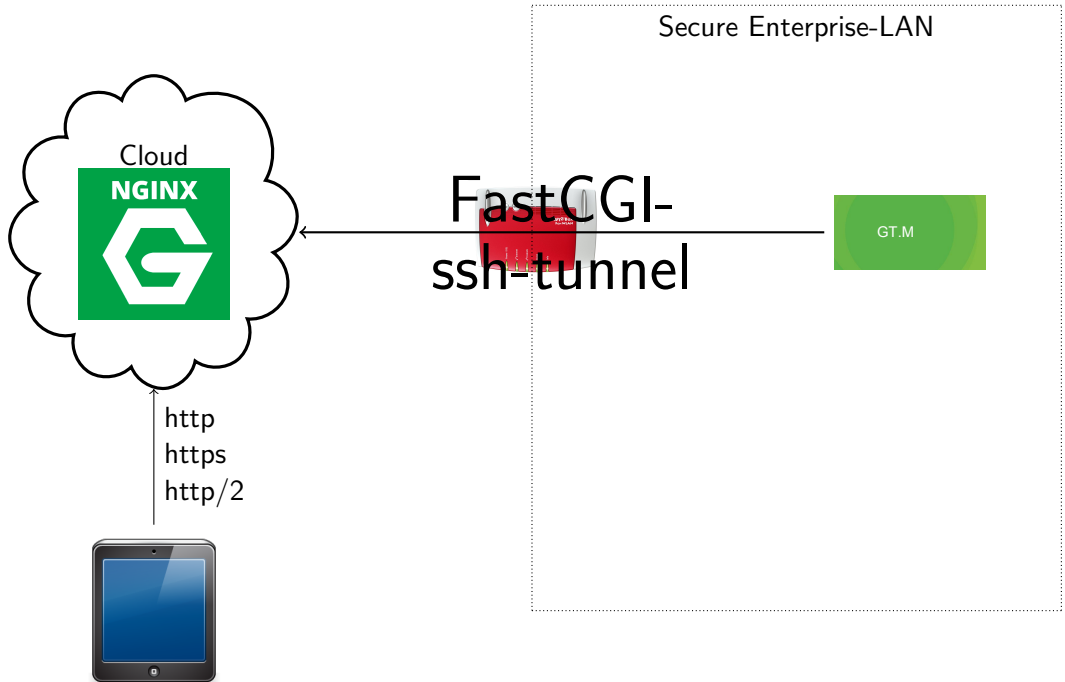 Secure Enterprise-LAN
Cloud
NGINX
FastCGI-
ssh-tunnel
GT.M
http
https
http/2